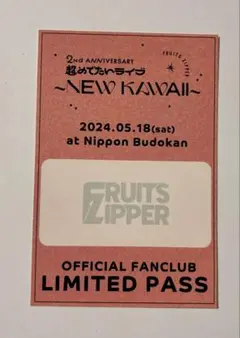 2nd ANNIVERSARY
超めでたいライブ
FRUITS ZIPPER
~NEW KAWAII~
2024.05.18(sat)
at Nippon Budokan
FRUITS
ZIPPER
OFFICIAL FANCLUB
LIMITED PASS